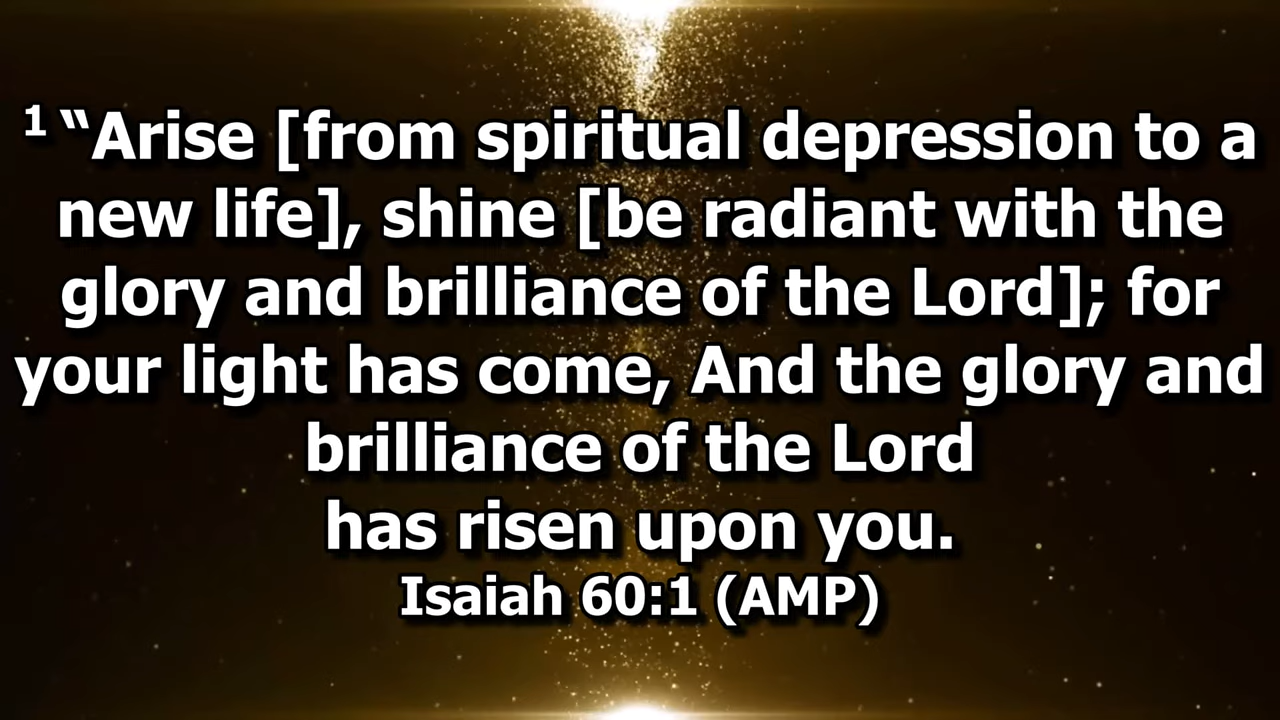 1 “Arise [from spiritual depression to a
new life], shine [be radiant with the
glory and brilliance of the Lord]; for
your light has come, And the glory and
brilliance of the Lord
has risen upon you.
Isaiah 60:1 (AMP)